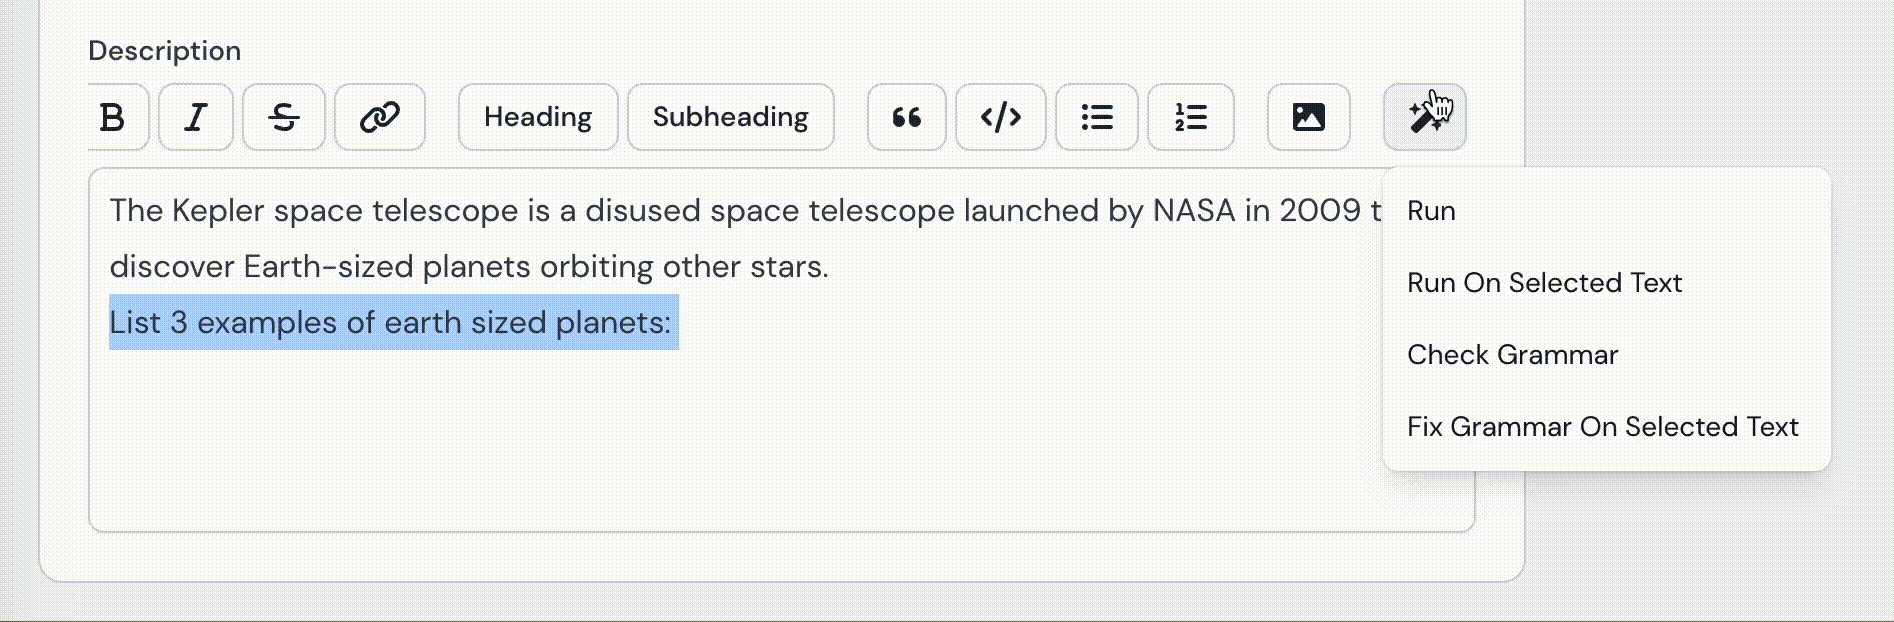 Description
B I S Heading Subheading
The Kepler space telescope is a disused space telescope launched by NASA in 2009 t
discover Earth-sized planets orbiting other stars.
List 3 examples of earth sized planets:
Run
Run On Selected Text
Check Grammar
Fix Grammar On Selected Text